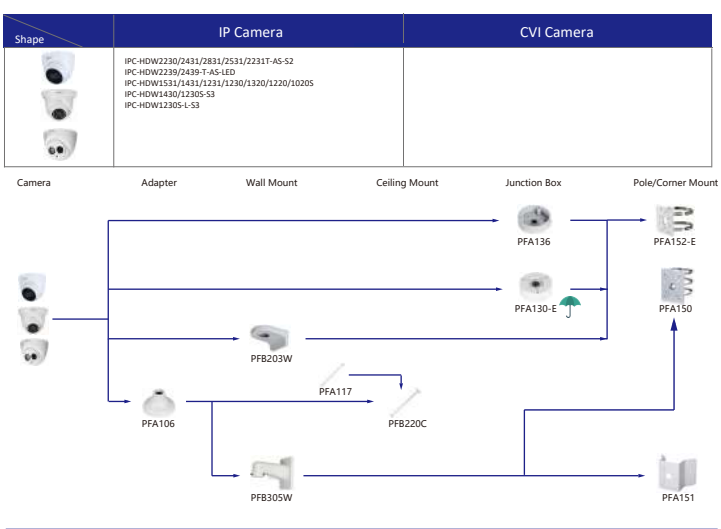 Shape
IP Camera
CVI Camera
IPC-HDW2230/2431/2831/2531/2231T-AS-S2
IPC-HDW2239/2439-T-AS-LED
IPC-HDW1531/1431/1231/1230/1320/1220/1020S
IPC-HDW1430/1230S-S3
IPC-HDW1230S-L-S3
Camera
Adapter
Wall Mount
Ceiling Mount
Junction Box
Pole/Corner Mount
PFA136
PFA152-E
PFA130-E
PFA150
PFB203W
PFA117
PFA106
PFB220C
PFB305W
PFA151